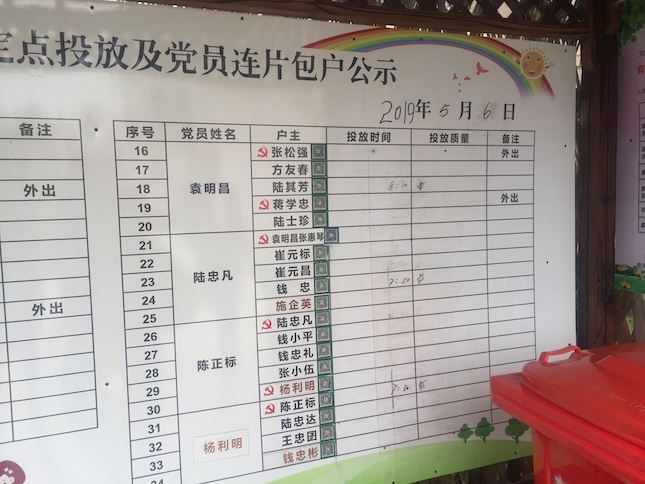 定点投放及党员连片包户公示
2019年5月6日
备注
外出
外出
序号 党员姓名 户主 投放时间 投放质量 备注
16 张松强 外出
17 方友春
18 袁明昌 陆其芳
19 蒋学忠 外出
20 陆士珍
21 袁明昌张惠琴
22 崔元标
23 陆忠凡 崔元昌
24 钱忠 7:50
25 施企英
26 陆忠凡
27 钱小平
28 陈正标 钱忠礼
29 张小伍
30 杨利明
31 陈正标
32 杨利明 陆忠达
33 王忠团
34 钱忠彬